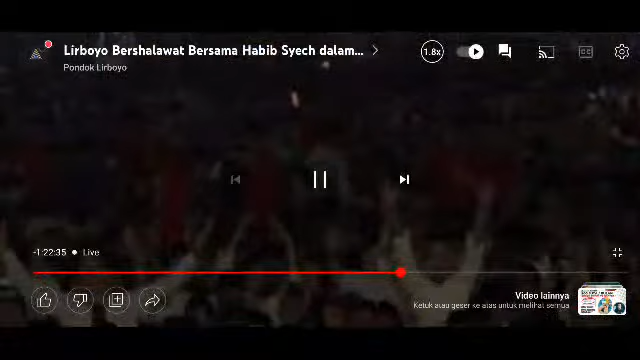 Lirboyo Bershalawat Bersama Habib Syech dalam...
Pondok Lirboyo
1.8x
CC
-1:22:35 • Live
Video lainnya
Ketuk atau geser ke atas untuk melihat semua